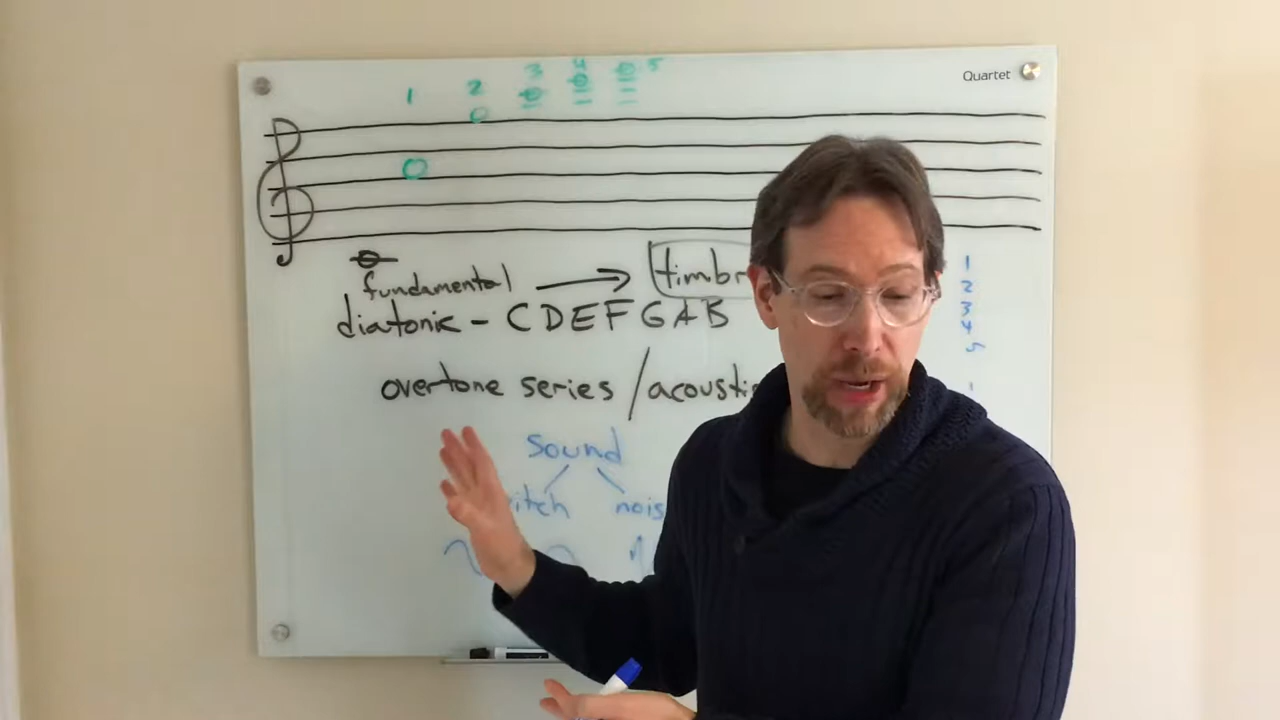 Quartet
1 2 3 4 5
fundamental → timbr
diatonic - C D E F G A B
overtone series / acousti
sound
itch nois
1
2
3
4
5
1